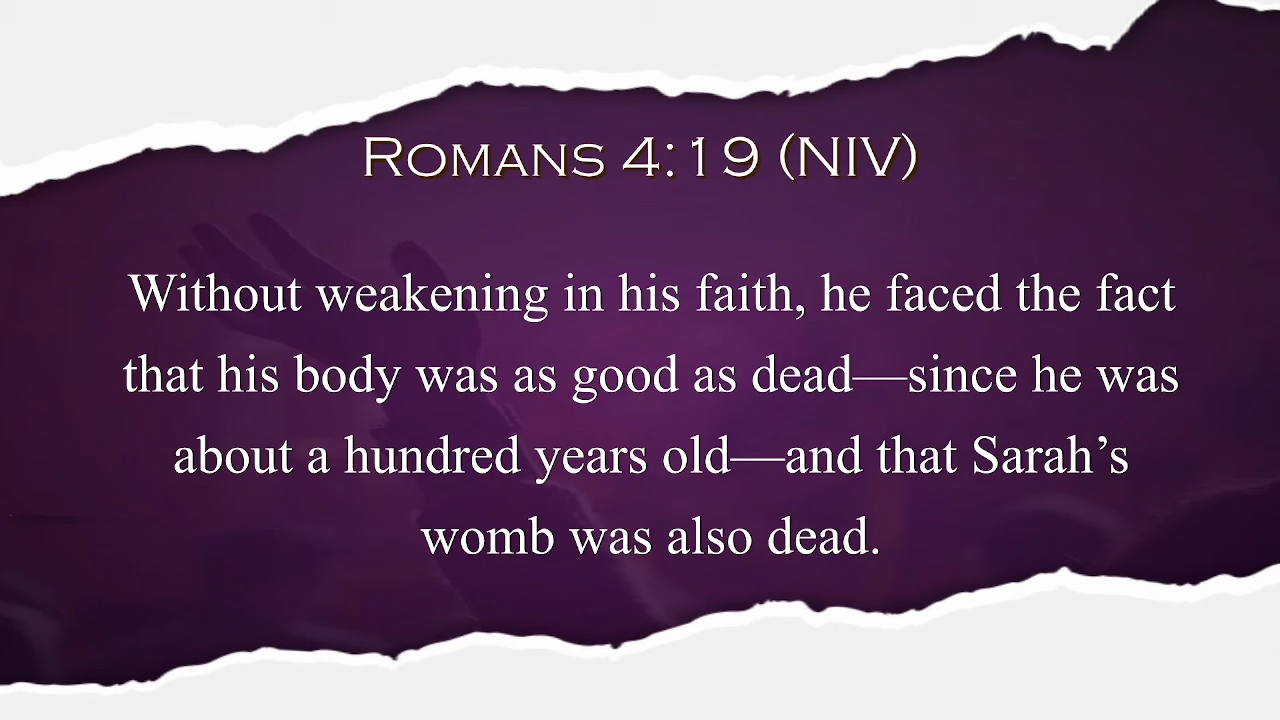 Romans 4:19 (NIV)
Without weakening in his faith, he faced the fact
that his body was as good as dead—since he was
about a hundred years old—and that Sarah’s
womb was also dead.